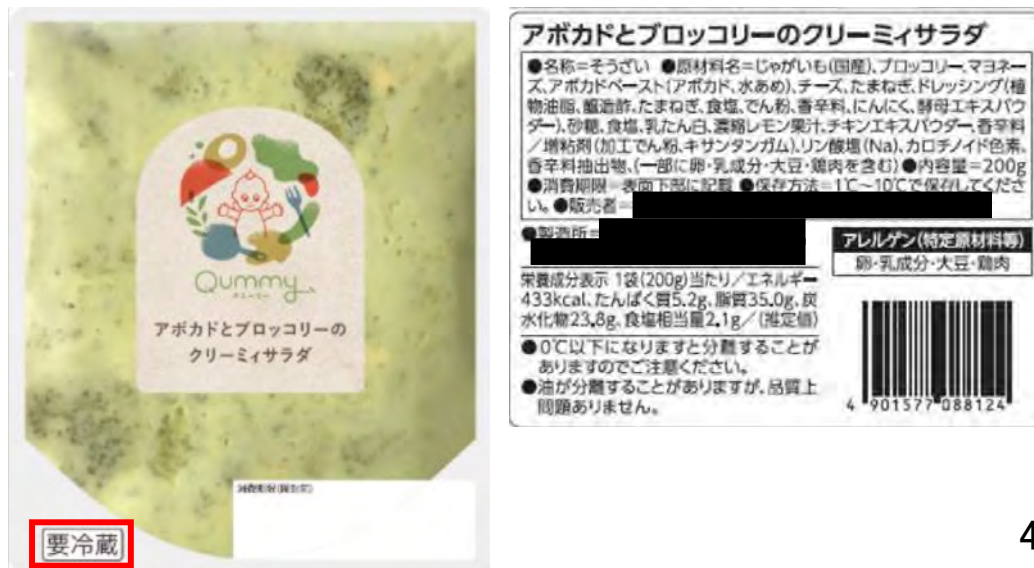 Qummy
アボカドとブロッコリーの
クリーミィサラダ
要冷蔵
アボカドとブロッコリーのクリーミィサラダ
●名称=そうざい ●原材料名=じゃがいも(国産)、ブロッコリー、マヨネー
ズ、アボカドペースト(アボカド、水あめ)、チーズ、たまねぎ、ドレッシング(植
物油脂、醸造酢、たまねぎ、食塩、でん粉、香辛料、にんにく、酵母エキスパウ
ダー)、砂糖、食塩、乳たん白、濃縮レモン果汁、チキンエキスパウダー、香辛料
/増粘剤(加工でん粉、キサンタンガム)、リン酸塩(Na)、カロチノイド色素、
香辛料抽出物、(一部に卵・乳成分・大豆・鶏肉を含む)●内容量=200g
●消費期限=表面下部に記載 ●保存方法=1℃~10℃で保存してくださ
い。●販売者=
●製造所=
アレルゲン(特定原材料等)
卵・乳成分・大豆・鶏肉
栄養成分表示 1袋(200g)当たり/エネルギー
433kcal、たんぱく質5.2g、脂質35.0g、炭
水化物23.8g、食塩相当量2.1g/(推定値)
●0℃以下になりますと分離することが
ありますのでご注意ください。
●油が分離することがありますが、品質上
問題ありません。
4 901577 088124
4